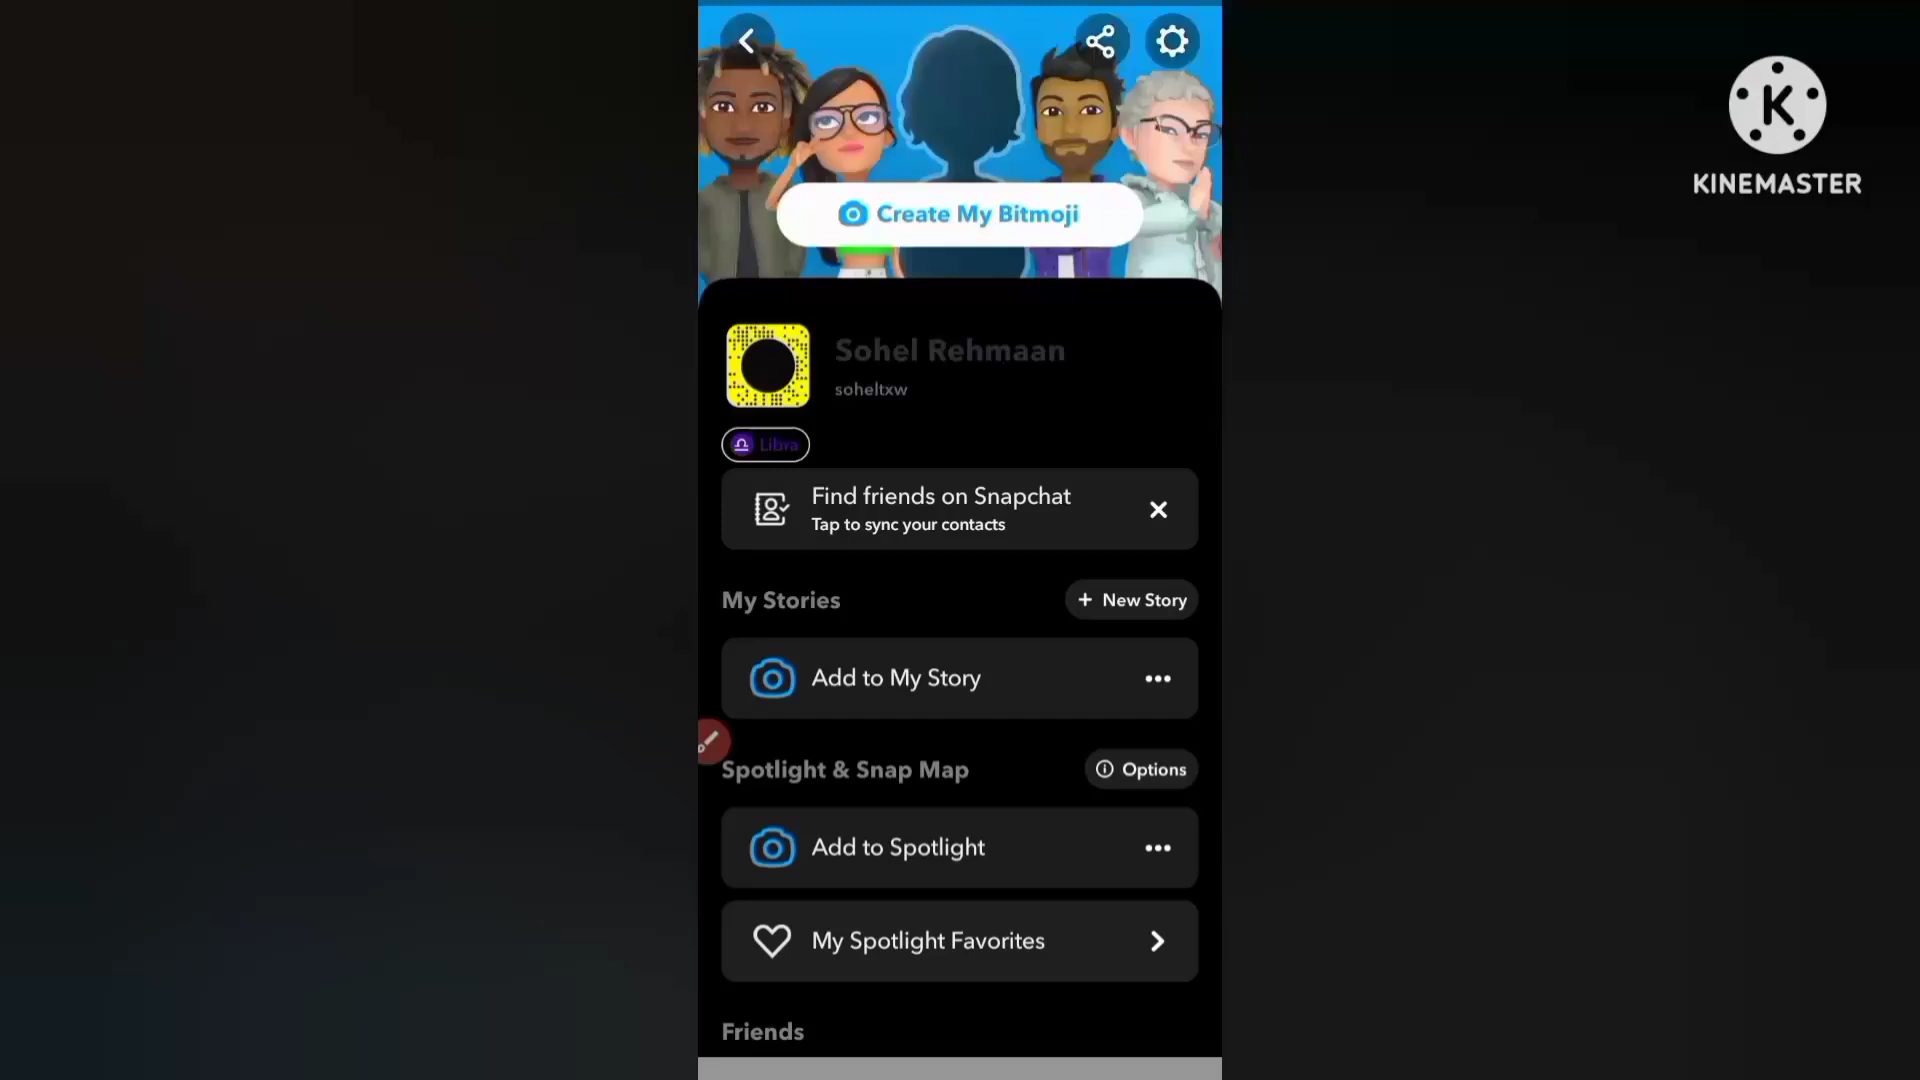 Create My Bitmoji
KINEMASTER
Sohel Rehmaan
soheltxw
Libra
Find friends on Snapchat
Tap to sync your contacts
My Stories
+ New Story
Add to My Story
Spotlight & Snap Map
Options
Add to Spotlight
My Spotlight Favorites
Friends